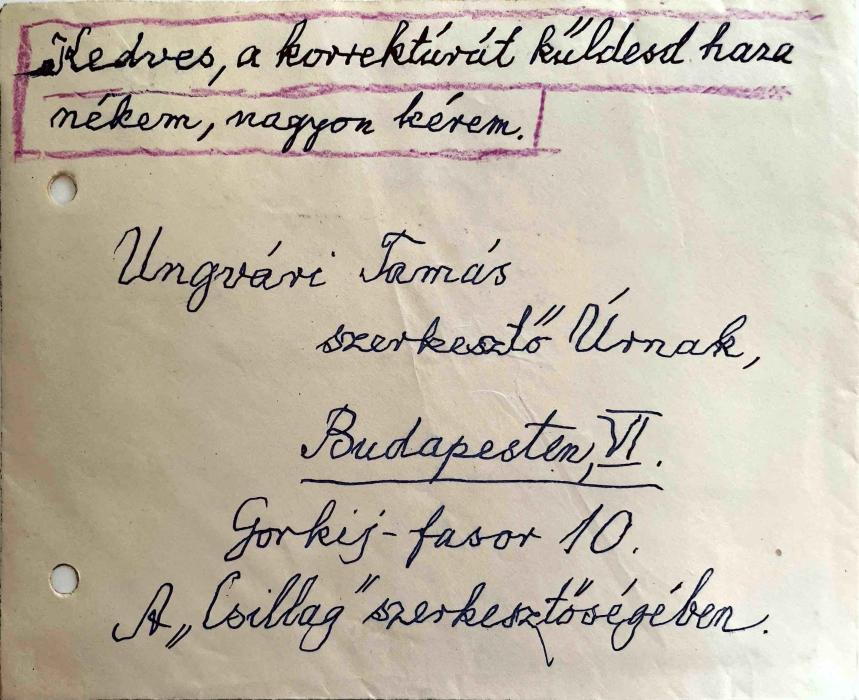 Kedves, a korrektúrát küldesd haza
nékem, nagyon kérem.
Ungvári Tamás
szerkesztő Úrnak,
Budapesten, VI.
Gorkij-fasor 10.
A „Csillag” szerkesztőségében.